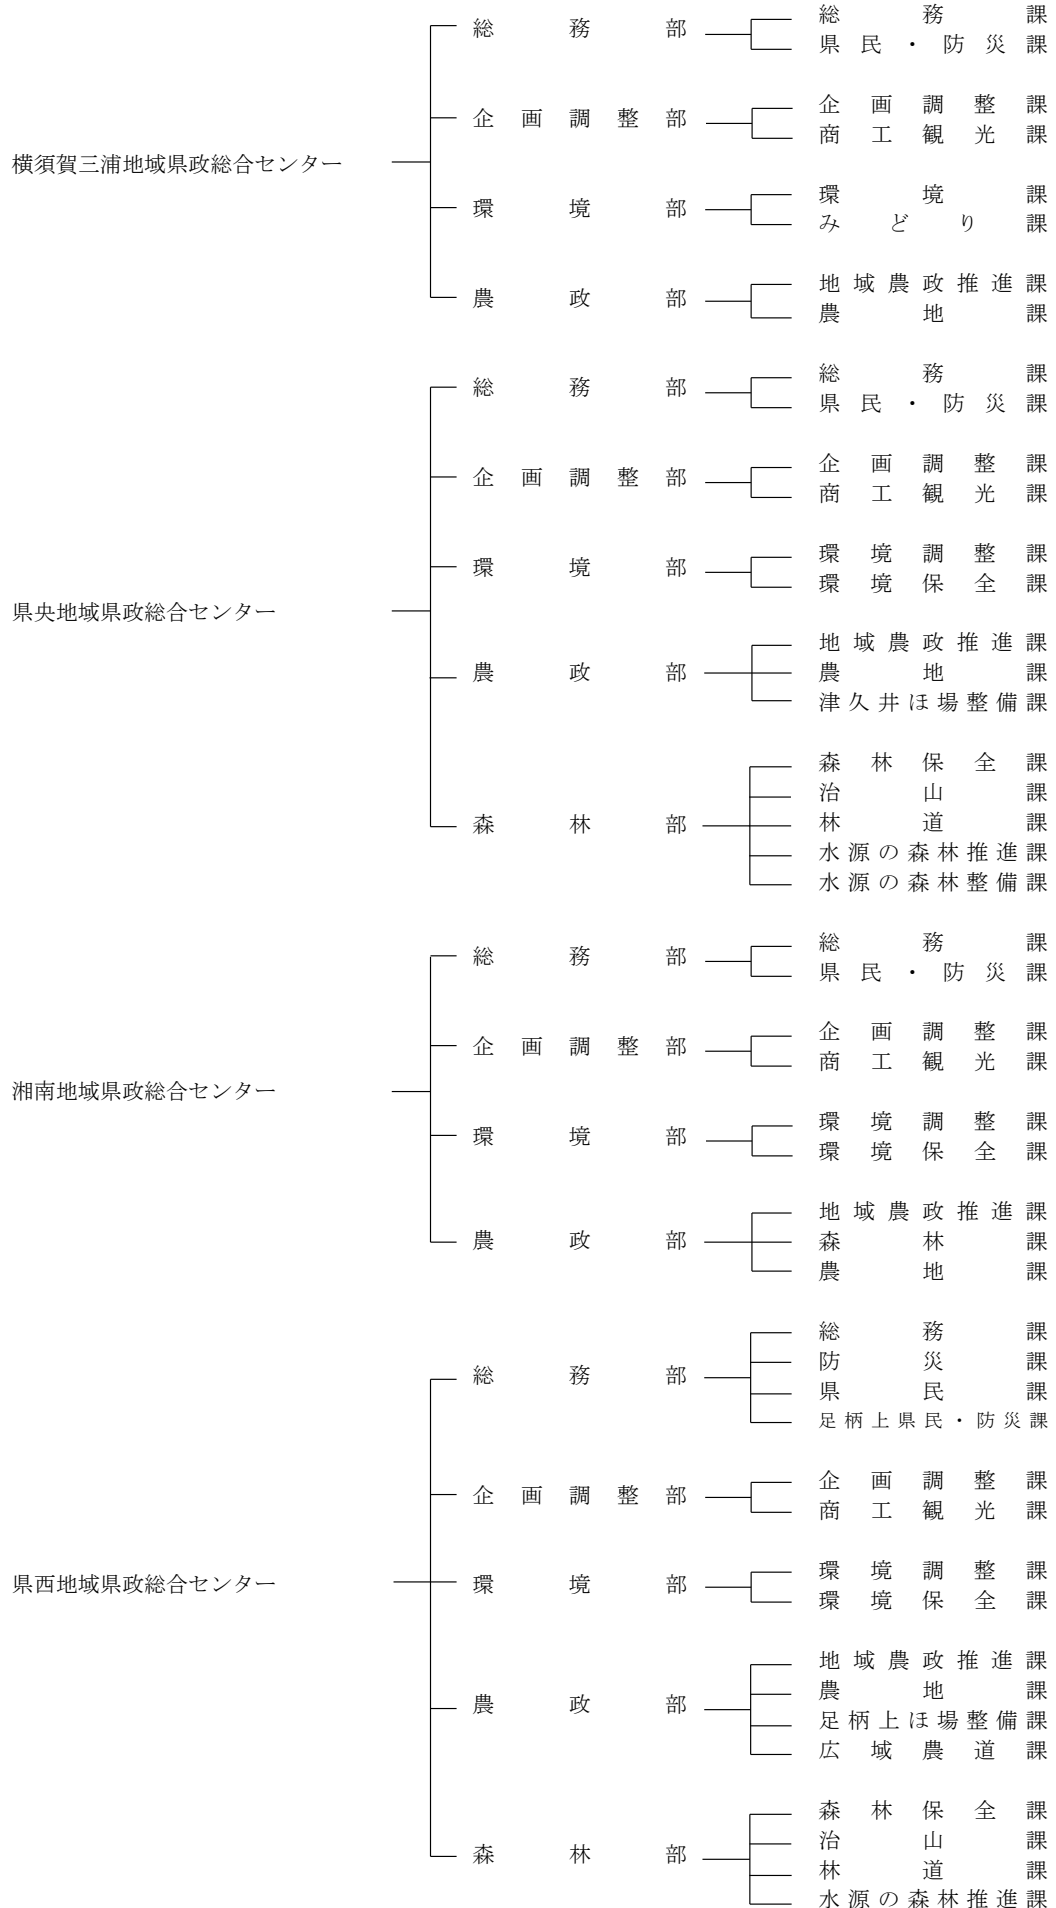 総務部
総務課
県民・防災課
企画調整部
企画調整課
商工観光課
横須賀三浦地域県政総合センター
環境部
環境課
みどり課
農政部
地域農政推進課
農地課
総務部
総務課
県民・防災課
企画調整部
企画調整課
商工観光課
環境部
環境調整課
環境保全課
県央地域県政総合センター
農政部
地域農政推進課
農地課
津久井ほ場整備課
森林部
森林保全課
治山課
林道課
水源の森林推進課
水源の森林整備課
総務部
総務課
県民・防災課
企画調整部
企画調整課
商工観光課
湘南地域県政総合センター
環境部
環境調整課
環境保全課
農政部
地域農政推進課
森林課
農地課
総務部
総務課
防災課
県民課
足柄上県民・防災課
企画調整部
企画調整課
商工観光課
県西地域県政総合センター
環境部
環境調整課
環境保全課
農政部
地域農政推進課
農地課
足柄上ほ場整備課
広域農道課
森林部
森林保全課
治山課
林道課
水源の森林推進課